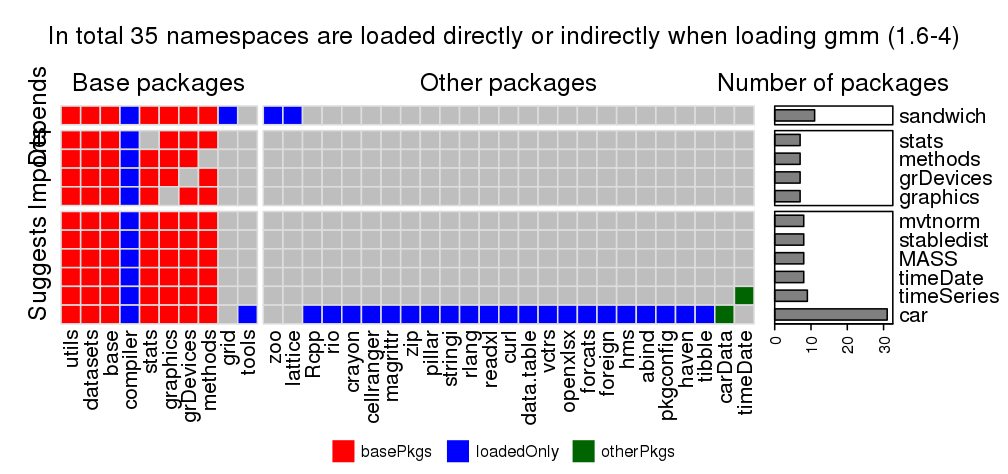 In total 35 namespaces are loaded directly or indirectly when loading gmm (1.6-4)
Base packages
Other packages
Number of packages
Depends
Imports
Suggests
sandwich
stats
methods
grDevices
graphics
mvtnorm
stabledist
MASS
timeDate
timeSeries
car
utils
datasets
base
compiler
stats
graphics
grDevices
methods
grid
tools
zoo
lattice
Rcpp
rio
crayon
cellranger
magrittr
zip
pillar
stringi
rlang
readxl
curl
data.table
vctrs
openxlsx
forcats
foreign
hms
abind
pkgconfig
haven
tibble
carData
timeDate
0
10
20
30
basePkgs
loadedOnly
otherPkgs